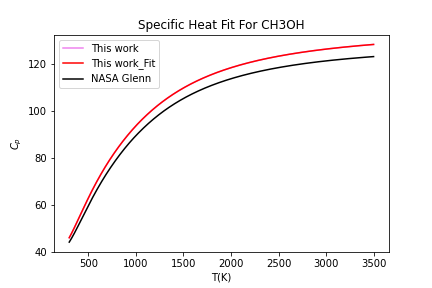 Specific Heat Fit For CH3OH
This work
This work_Fit
NASA Glenn
120
100
80
60
40
C_p
500
1000
1500
2000
2500
3000
3500
T(K)